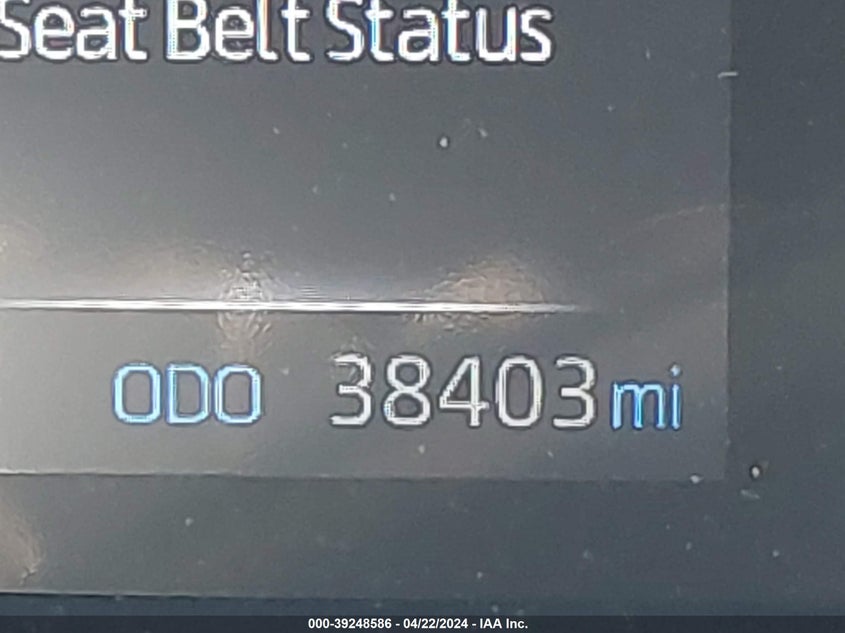 Seat Belt Status
ODO 38403 mi
000-39248586 - 04/22/2024 - IAA Inc.